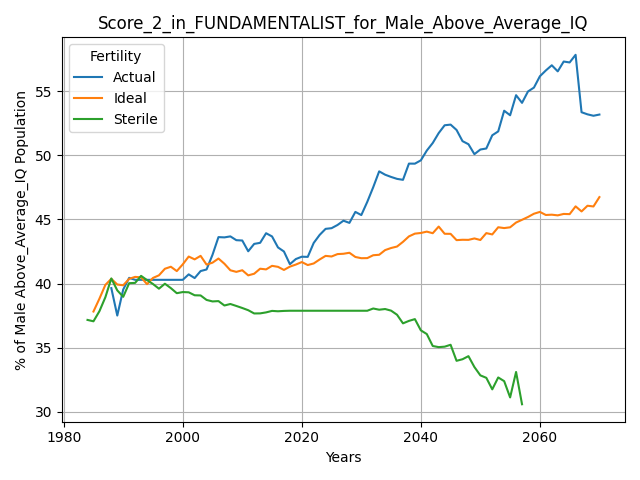 Score_2_in_FUNDAMENTALIST_for_Male_Above_Average_IQ
Fertility
Actual
Ideal
Sterile
% of Male Above_Average_IQ Population
55
50
45
40
35
30
1980
2000
2020
2040
2060
Years